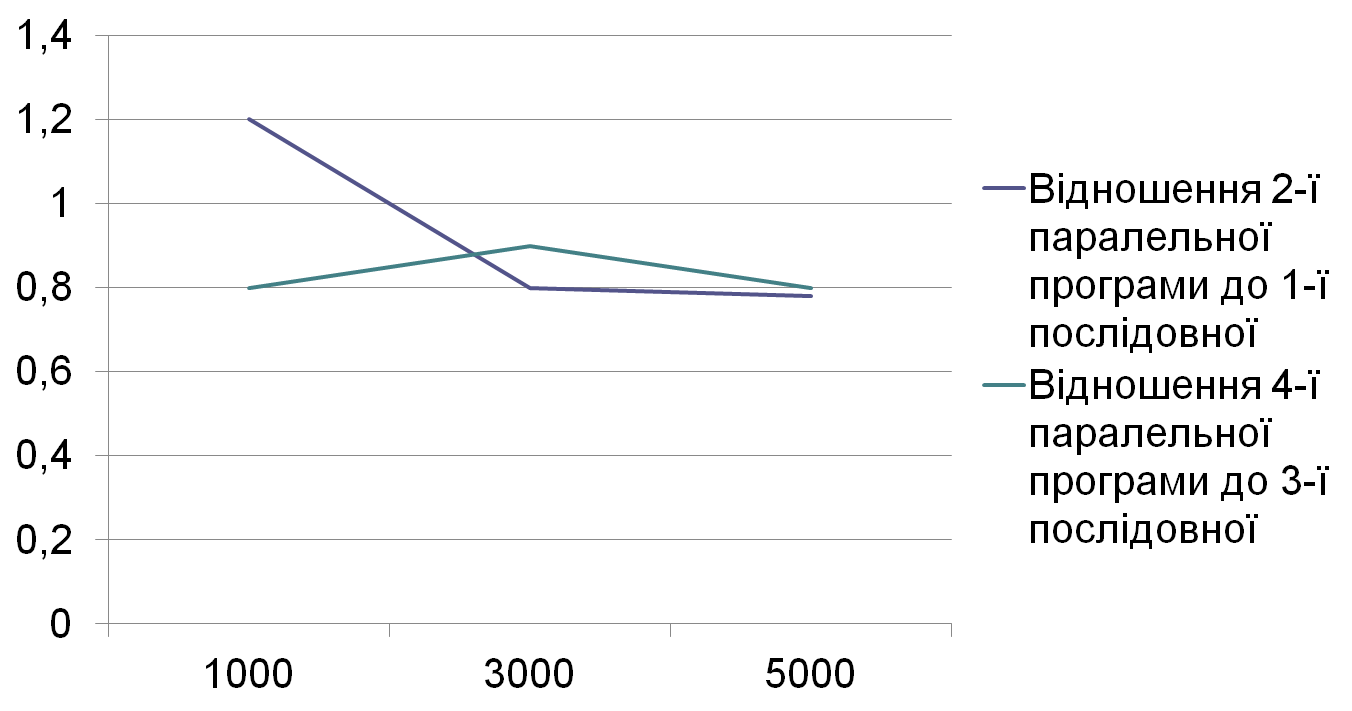 1,4
1,2
1
0,8
0,6
0,4
0,2
0
1000 3000 5000
Відношення 2-ї
паралельної
програми до 1-ї
послідовної
Відношення 4-ї
паралельної
програми до 3-ї
послідовної